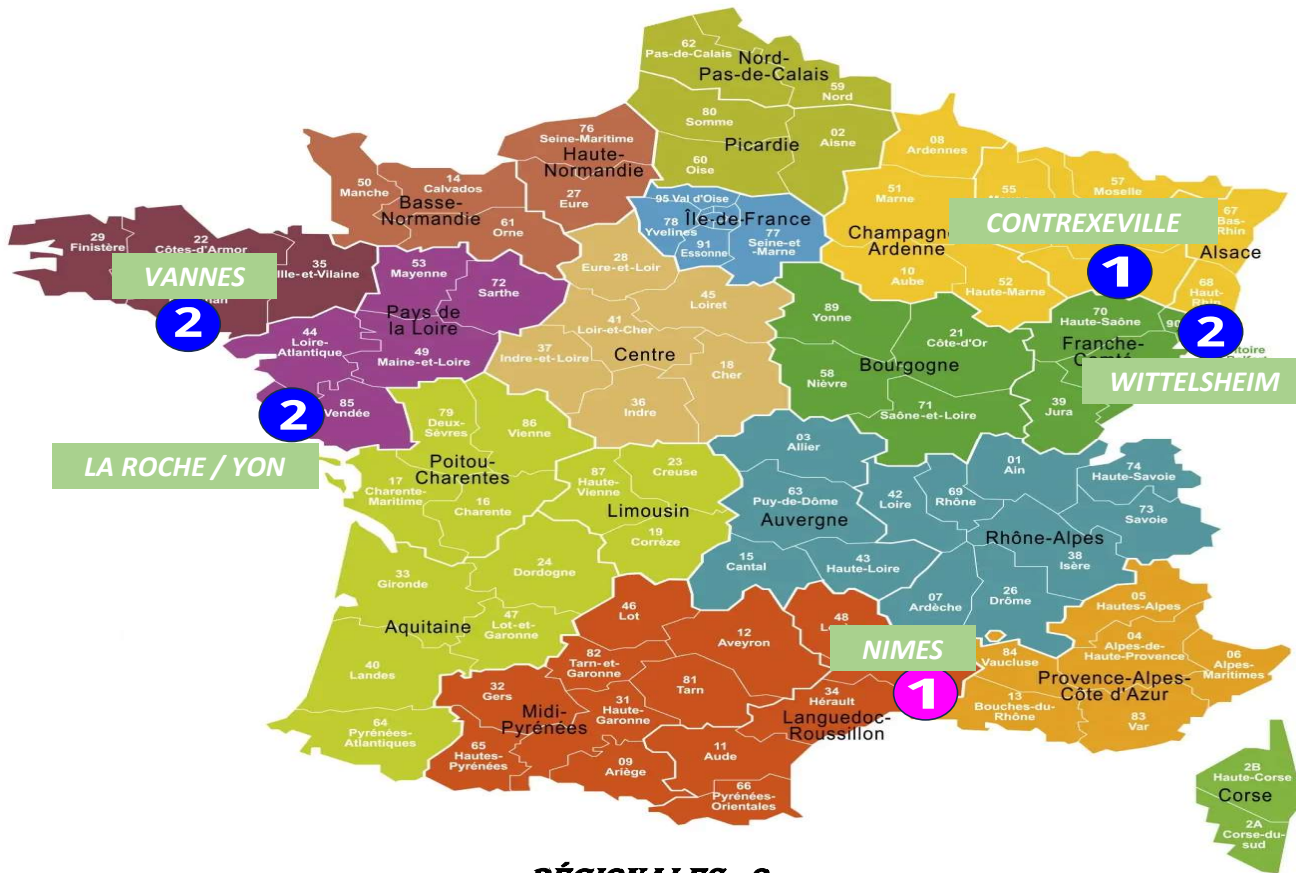 62
Pas-de-Calais
Nord-
Pas-de-Calais
59
Nord
80
Somme
02
Aisne
Picardie
60
Oise
76
Seine-Maritime
Haute-
Normandie
27
Eure
50
Manche
14
Calvados
Basse-
Normandie
61
Orne
08
Ardennes
51
Marne
55
57
Moselle
67
Bas-
Rhin
Alsace
68
Haut-
Rhin
Champagne
Ardenne
10
Aube
52
Haute-Marne
CONTREXEVILLE
1
95 Val d'Oise
Île-de-France
78
Yvelines
91
Essonne
77
Seine-et
-Marne
29
Finistère
22
Côtes-d'Armor
35
Ille-et-Vilaine
VANNES
2
53
Mayenne
72
Sarthe
Pays de
la Loire
44
Loire-
Atlantique
49
Maine-et-Loire
85
Vendée
2
LA ROCHE / YON
28
Eure-et-Loir
45
Loiret
41
Loir-et-Cher
37
Indre-et-Loire
Centre
18
Cher
36
Indre
89
Yonne
21
Côte-d'Or
Bourgogne
58
Nièvre
71
Saône-et-Loire
70
Haute-Saône
90
Franche-
Comté
39
Jura
2
WITTELSHEIM
79
Deux-
Sèvres
86
Vienne
Poitou-
Charentes
17
Charente-
Maritime
16
Charente
87
Haute-
Vienne
23
Creuse
Limousin
19
Corrèze
03
Allier
63
Puy-de-Dôme
Auvergne
15
Cantal
43
Haute-Loire
42
Loire
69
Rhône
01
Ain
74
Haute-Savoie
73
Savoie
Rhône-Alpes
38
Isère
07
Ardèche
26
Drôme
33
Gironde
24
Dordogne
47
Lot-et-
Garonne
Aquitaine
40
Landes
64
Pyrénées-
Atlantiques
46
Lot
12
Aveyron
82
Tarn-et-
Garonne
81
Tarn
32
Gers
31
Haute-
Garonne
Midi-
Pyrénées
65
Hautes-
Pyrénées
09
Ariège
48
NIMES
1
34
Hérault
Languedoc-
Roussillon
11
Aude
66
Pyrénées-
Orientales
05
Hautes-Alpes
04
Alpes-de-
Haute-Provence
06
Alpes-
Maritimes
84
Vaucluse
Provence-Alpes-
Côte d'Azur
13
Bouches-du-
Rhône
83
Var
2B
Haute-Corse
Corse
2A
Corse-du-
sud